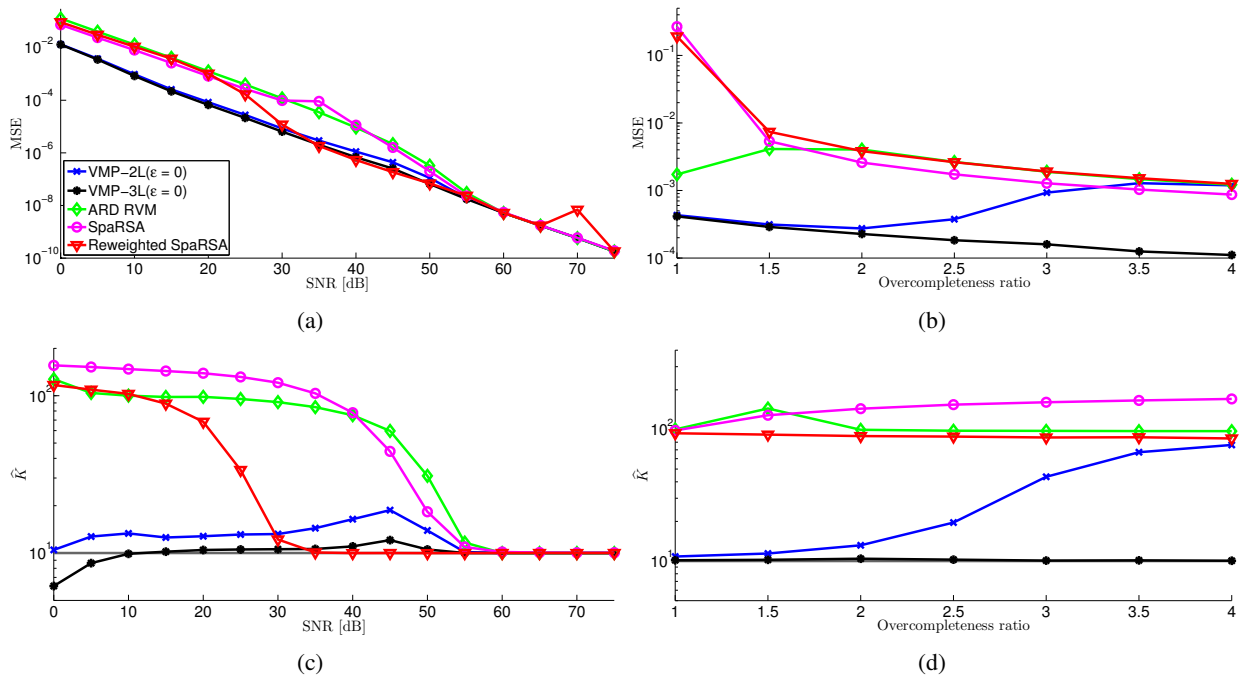 10^{-2}
10^{-4}
10^{-6}
10^{-8}
10^{-10}
MSE
VMP-2L(ε = 0)
VMP-3L(ε = 0)
ARD RVM
SpaRSA
Reweighted SpaRSA
0 10 20 30 40 50 60 70
SNR [dB]
(a)
10^{-1}
10^{-2}
10^{-3}
10^{-4}
MSE
1 1.5 2 2.5 3 3.5 4
Overcompleteness ratio
(b)
10^{2}
10^{1}
K̂
0 10 20 30 40 50 60 70
SNR [dB]
(c)
10^{2}
10^{1}
K̂
1 1.5 2 2.5 3 3.5 4
Overcompleteness ratio
(d)